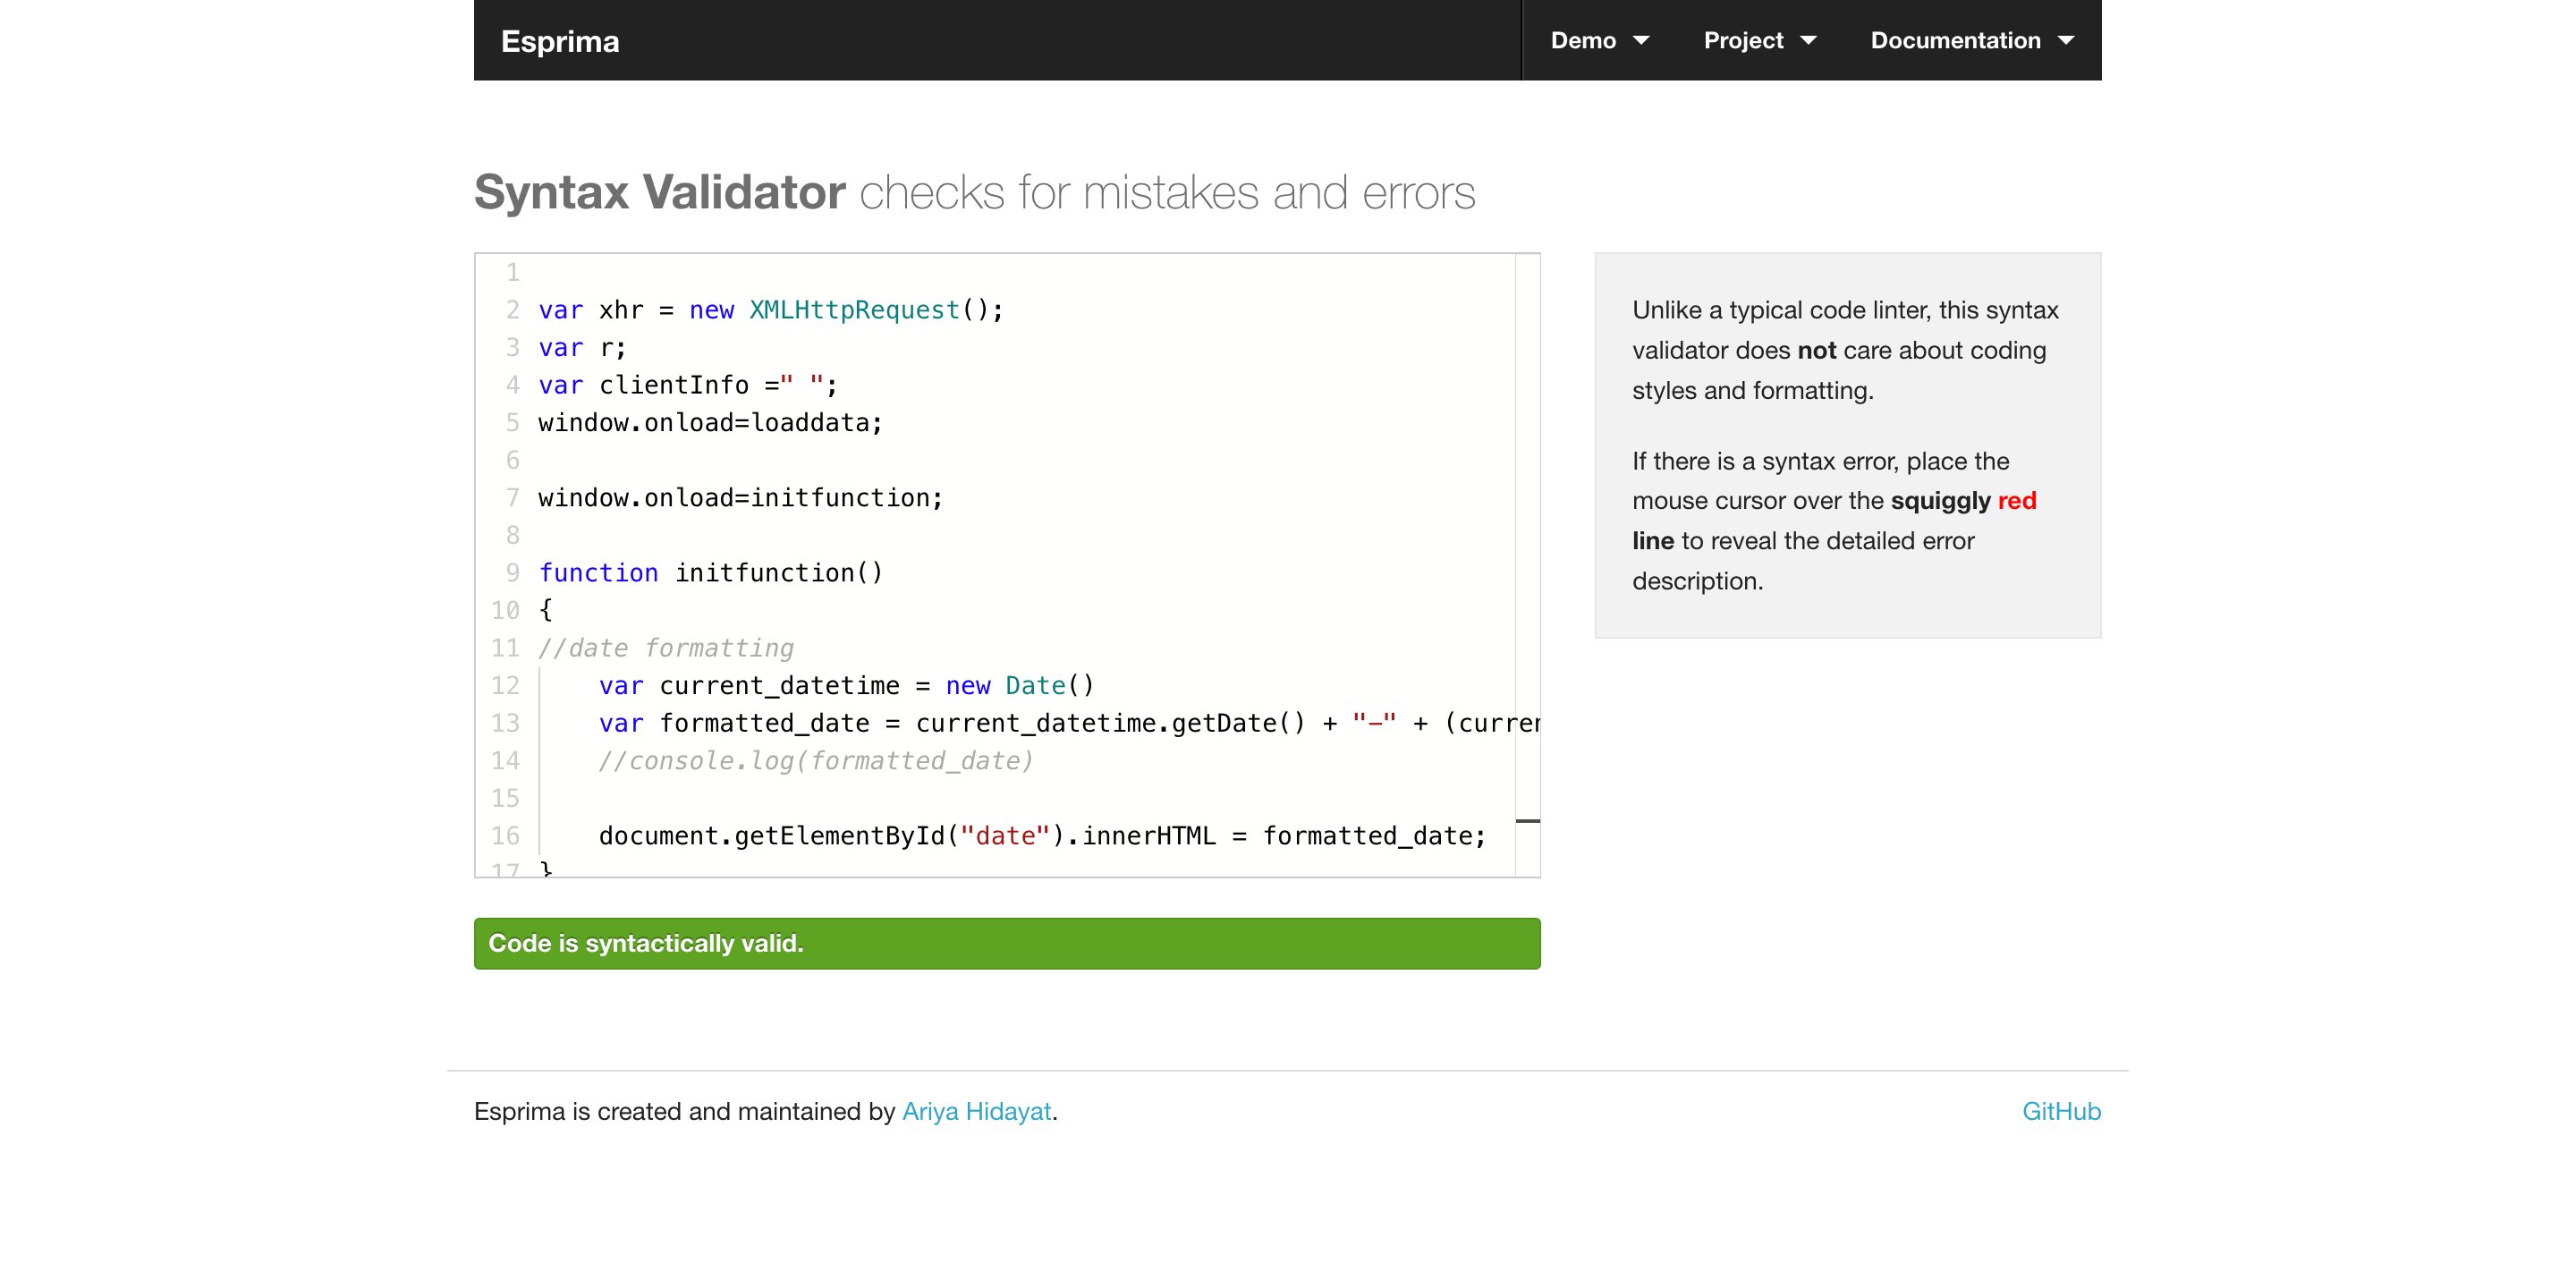 Esprima
Demo
Project
Documentation
Syntax Validator checks for mistakes and errors
1
2 var xhr = new XMLHttpRequest();
3 var r;
4 var clientInfo =" ";
5 window.onload=loaddata;
6
7 window.onload=initfunction;
8
9 function initfunction()
10 {
11 //date formatting
12 var current_datetime = new Date()
13 var formatted_date = current_datetime.getDate() + "-" + (curren
14 //console.log(formatted_date)
15
16 document.getElementById("date").innerHTML = formatted_date;
17 }
Code is syntactically valid.
Unlike a typical code linter, this syntax
validator does not care about coding
styles and formatting.
If there is a syntax error, place the
mouse cursor over the squiggly red
line to reveal the detailed error
description.
Esprima is created and maintained by Ariya Hidayat.
GitHub